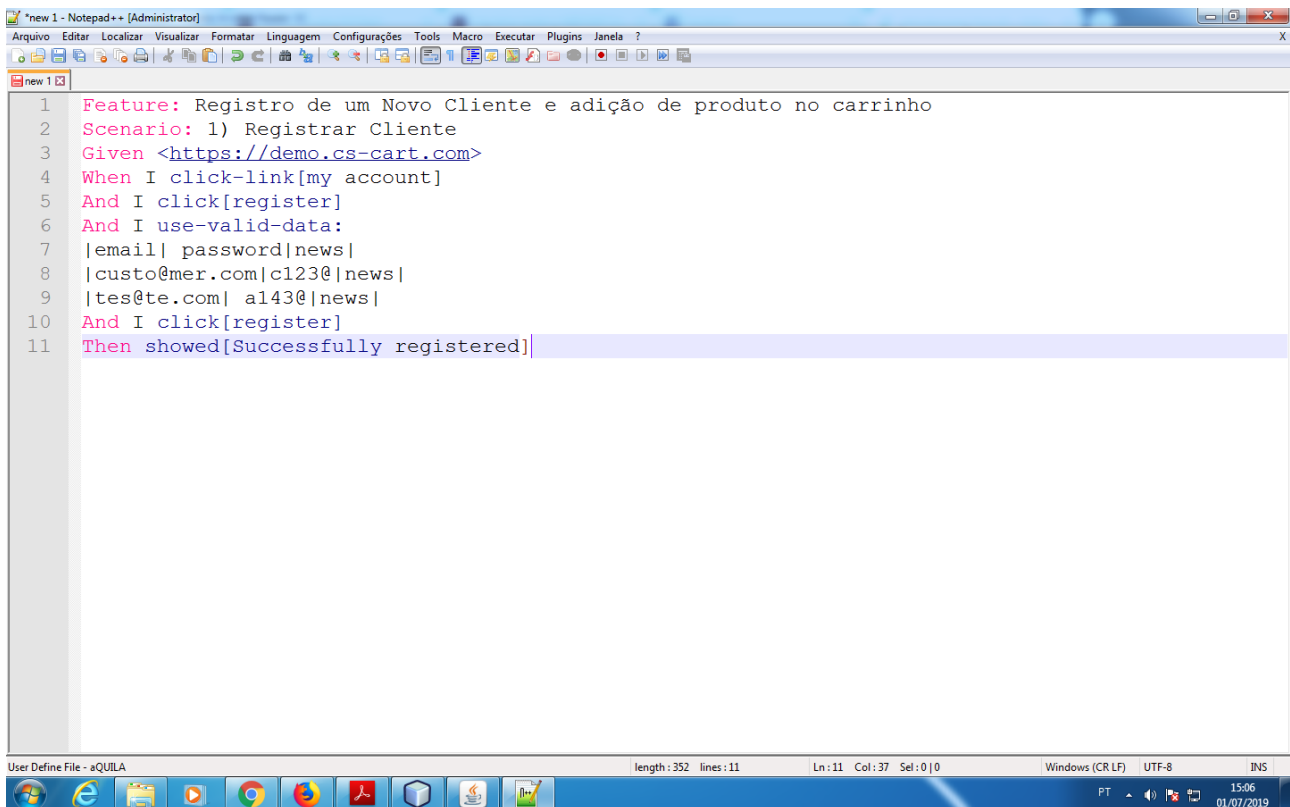 *new 1 - Notepad++ [Administrator]
Arquivo Editar Localizar Visualizar Formatar Linguagem Configurações Tools Macro Executar Plugins Janela ? X
new 1
1 Feature: Registro de um Novo Cliente e adição de produto no carrinho
2 Scenario: 1) Registrar Cliente
3 Given <https://demo.cs-cart.com>
4 When I click-link[my account]
5 And I click[register]
6 And I use-valid-data:
7 |email| password|news|
8 |custo@mer.com|c123@|news|
9 |tes@te.com| a143@|news|
10 And I click[register]
11 Then showed[Successfully registered]
User Define File - aQUILA length : 352 lines : 11 Ln : 11 Col : 37 Sel : 0 | 0 Windows (CR LF) UTF-8 INS
PT 15:06
01/07/2019